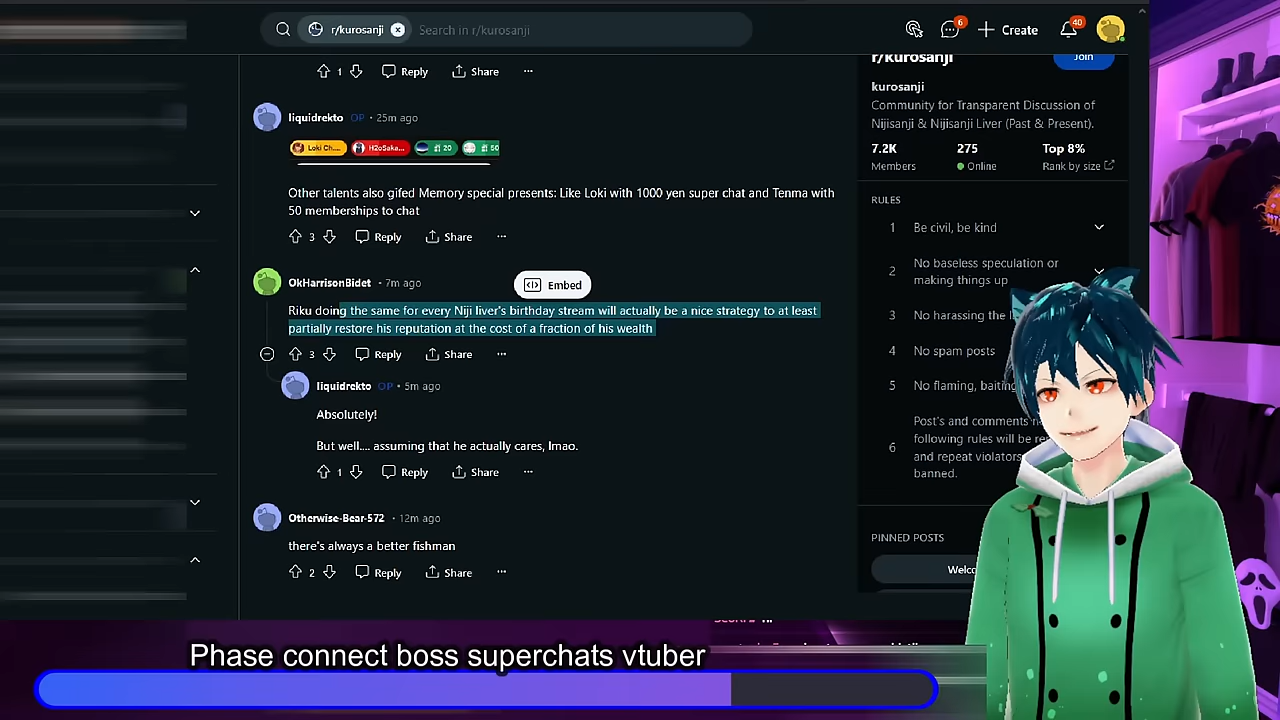 r/kurosanji
Search in r/kurosanji
6
Create
40
1
Reply
Share
liquidrekto OP • 25m ago
Loki Ch....
H2oSaka...
20
50
Other talents also gifed Memory special presents: Like Loki with 1000 yen super chat and Tenma with
50 memberships to chat
3
Reply
Share
OkHarrisonBidet • 7m ago
Embed
Riku doing the same for every Niji liver's birthday stream will actually be a nice strategy to at least
partially restore his reputation at the cost of a fraction of his wealth
3
Reply
Share
liquidrekto OP • 5m ago
Absolutely!
But well.... assuming that he actually cares, lmao.
1
Reply
Share
Otherwise-Bear-572 • 12m ago
there's always a better fishman
2
Reply
Share
r/kurosanji
Join
kurosanji
Community for Transparent Discussion of
Nijisanji & Nijisanji Liver (Past & Present).
7.2K
275
Top 8%
Members
Online
Rank by size
RULES
1 Be civil, be kind
2 No baseless speculation or
making things up
3 No harassing the
4 No spam posts
5 No flaming, baiting
6 Post's and comments
following rules will be
and repeat violators
banned.
PINNED POSTS
Phase connect boss superchats vtuber